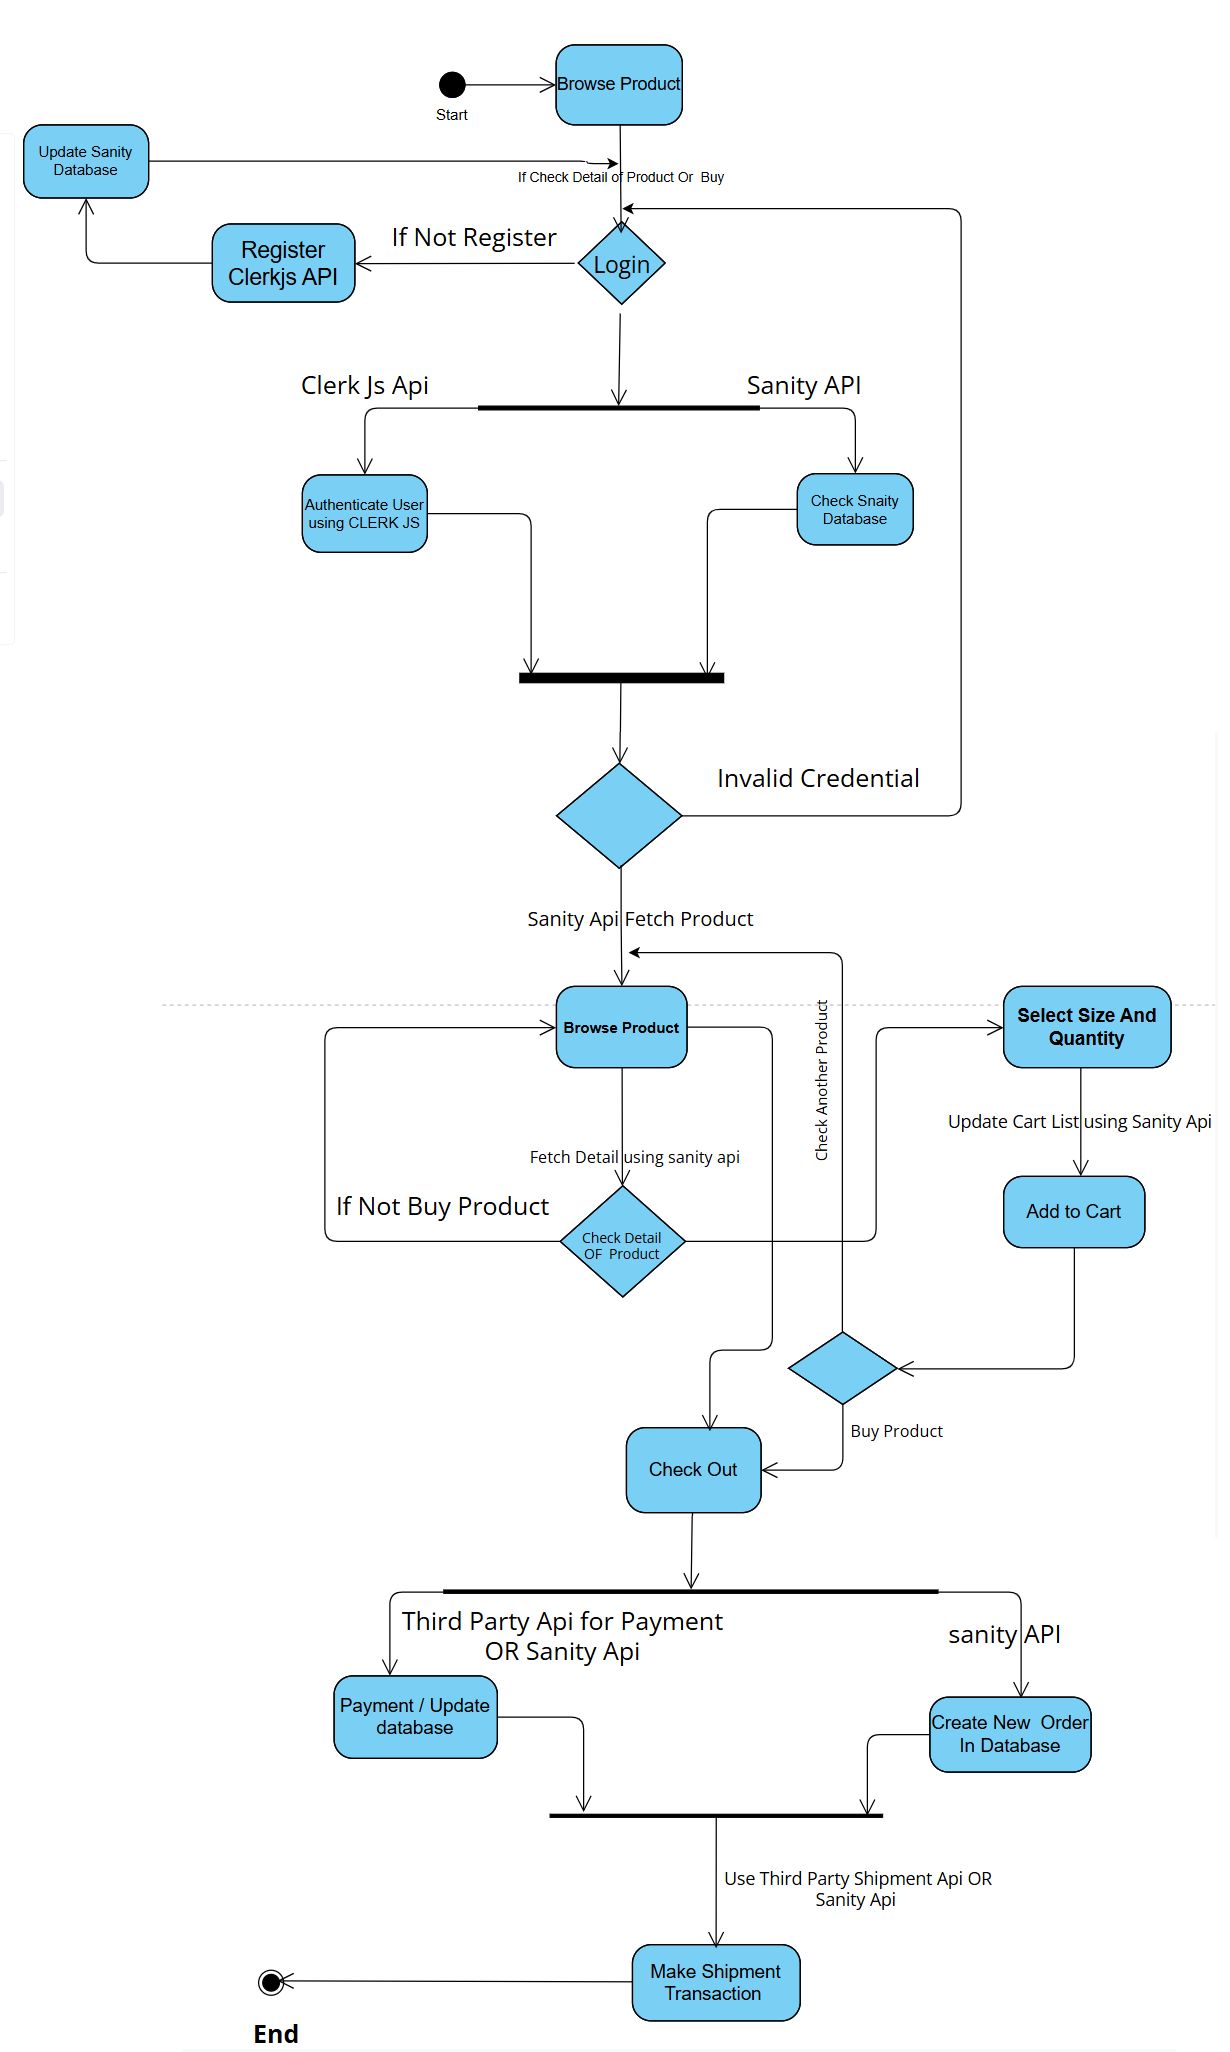 Browse Product
Start
Update Sanity
Database
If Check Detail of Product Or  Buy
If Not Register
Register
Clerkjs API
Login
Clerk Js Api
Sanity API
Authenticate User
using CLERK JS
Check Snaity
Database
Invalid Credential
Sanity Api Fetch Product
Browse Product
Select Size And
Quantity
Check Another Product
Update Cart List using Sanity Api
Fetch Detail using sanity api
If Not Buy Product
Add to Cart
Check Detail
OF  Product
Buy Product
Check Out
Third Party Api for Payment
OR Sanity Api
sanity API
Payment / Update
database
Create New  Order
In Database
Use Third Party Shipment Api OR
Sanity Api
Make Shipment
Transaction
End